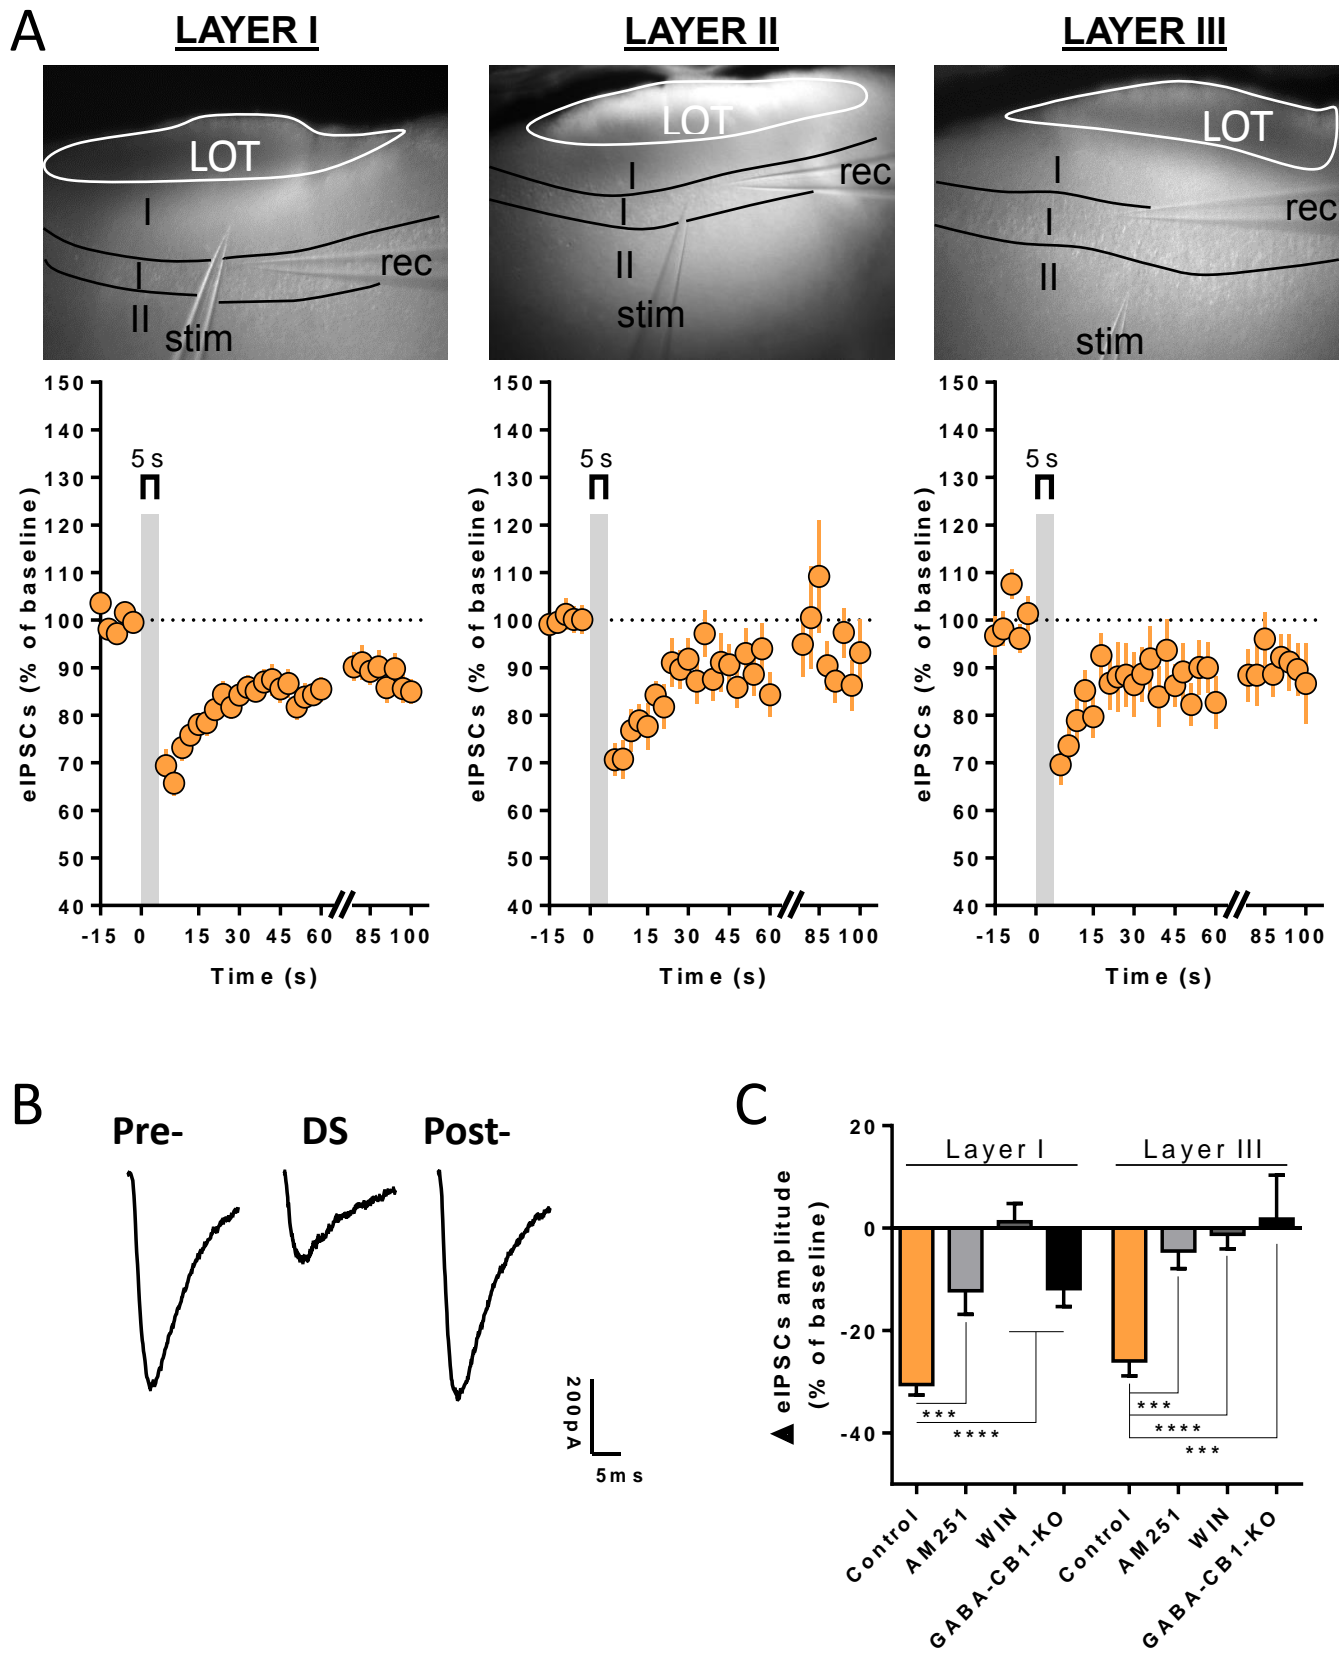 A
LAYER I
LAYER II
LAYER III
LOT
I
I
II
rec
stim
LOT
I
I
II
rec
stim
LOT
I
I
II
rec
stim
eIPSCs (% of baseline)
150
140
130
120
110
100
90
80
70
60
50
40
5 s
-15 0 15 30 45 60 85 100
Time (s)
eIPSCs (% of baseline)
150
140
130
120
110
100
90
80
70
60
50
40
5 s
-15 0 15 30 45 60 85 100
Time (s)
eIPSCs (% of baseline)
150
140
130
120
110
100
90
80
70
60
50
40
5 s
-15 0 15 30 45 60 85 100
Time (s)
B
Pre-
DS
Post-
200pA
5ms
C
▲ eIPSCs amplitude
(% of baseline)
20
0
-20
-40
Layer I
Layer III
***
****
***
****
***
Control
AM251
WIN
GABA-CB1-KO
Control
AM251
WIN
GABA-CB1-KO